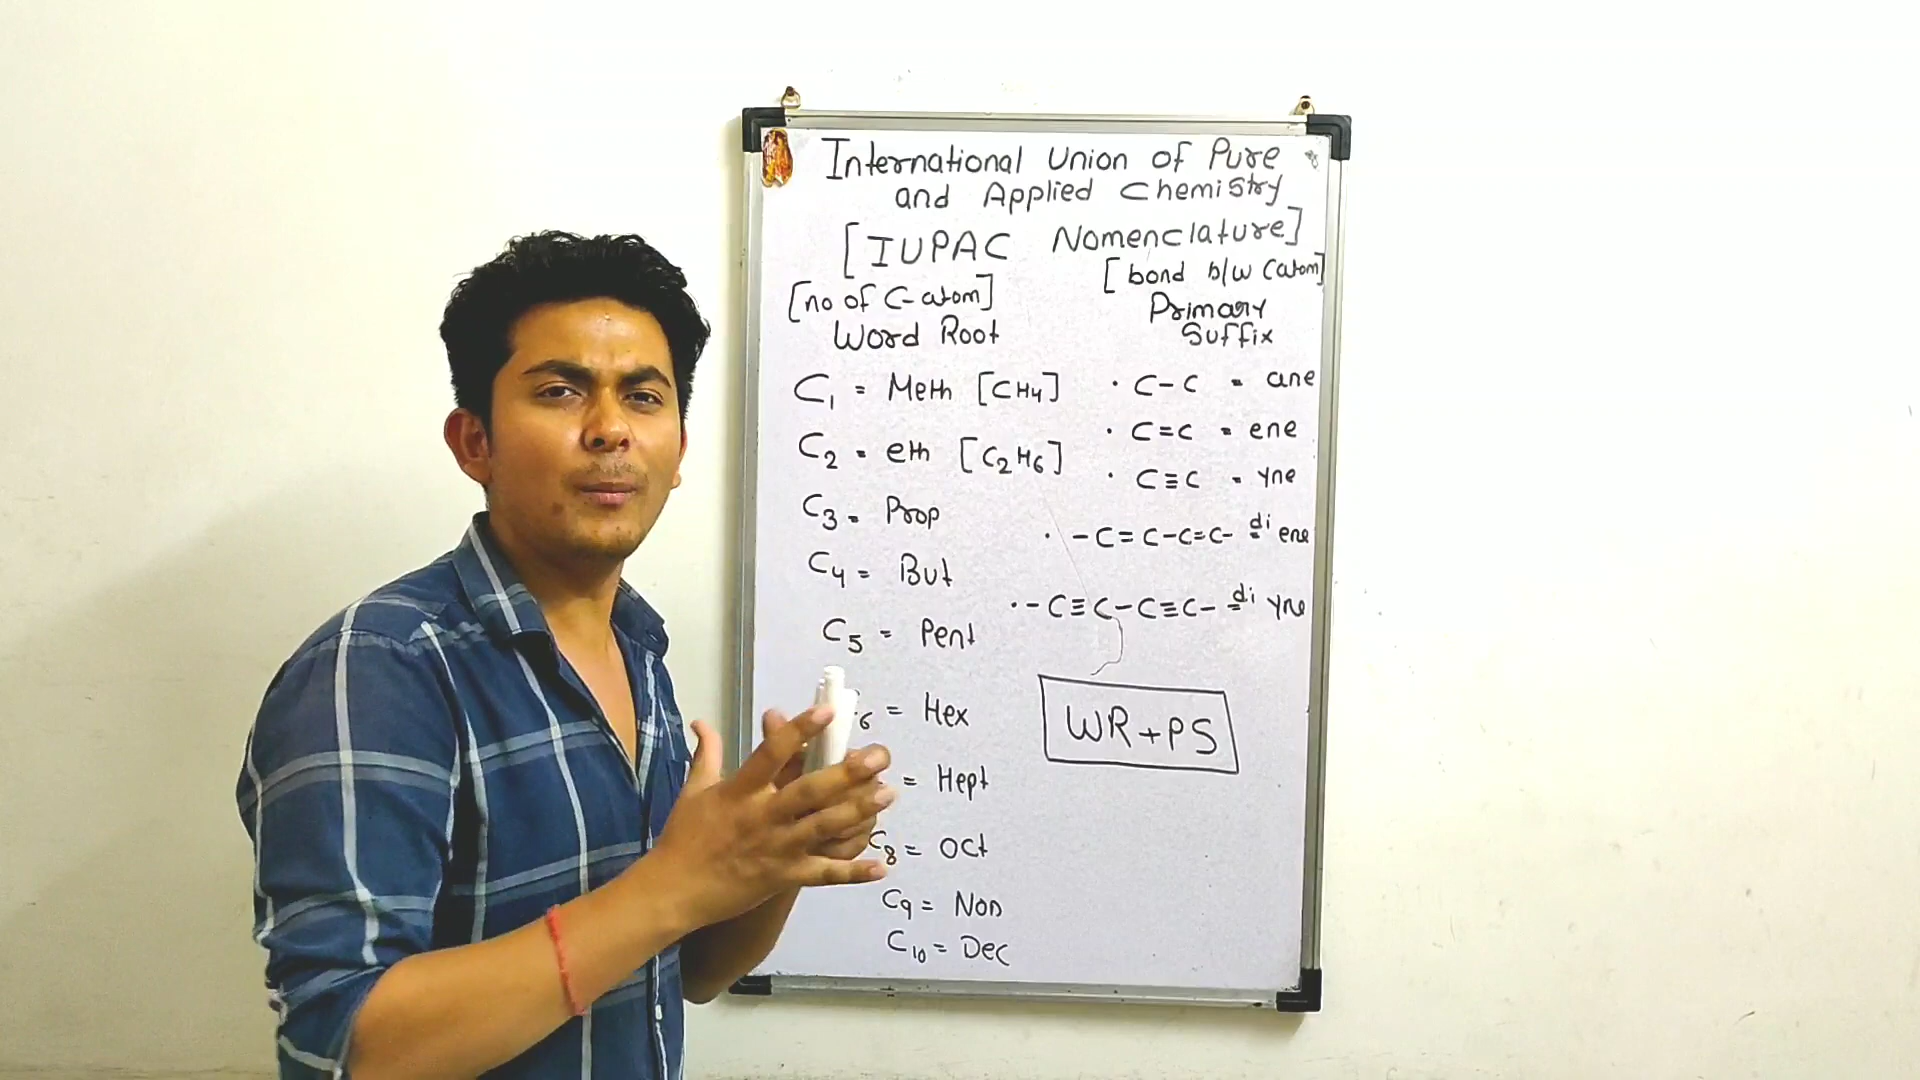 International Union of Pure
and Applied Chemistry
[IUPAC Nomenclature]
[no of C-atom]
Word Root
C₁ = Meth [CH₄]
C₂ = eth [C₂H₆]
C₃ = Prop
C₄ = But
C₅ = Pent
₆ = Hex
= Hept
C₈ = Oct
C₉ = Non
C₁₀ = Dec
[bond b/w C atom]
Primary
Suffix
· C-C = ane
· C=C = ene
· C≡C = yne
· -C=C-C=C- = di ene
· -C≡C-C≡C- = di yne
WR+PS